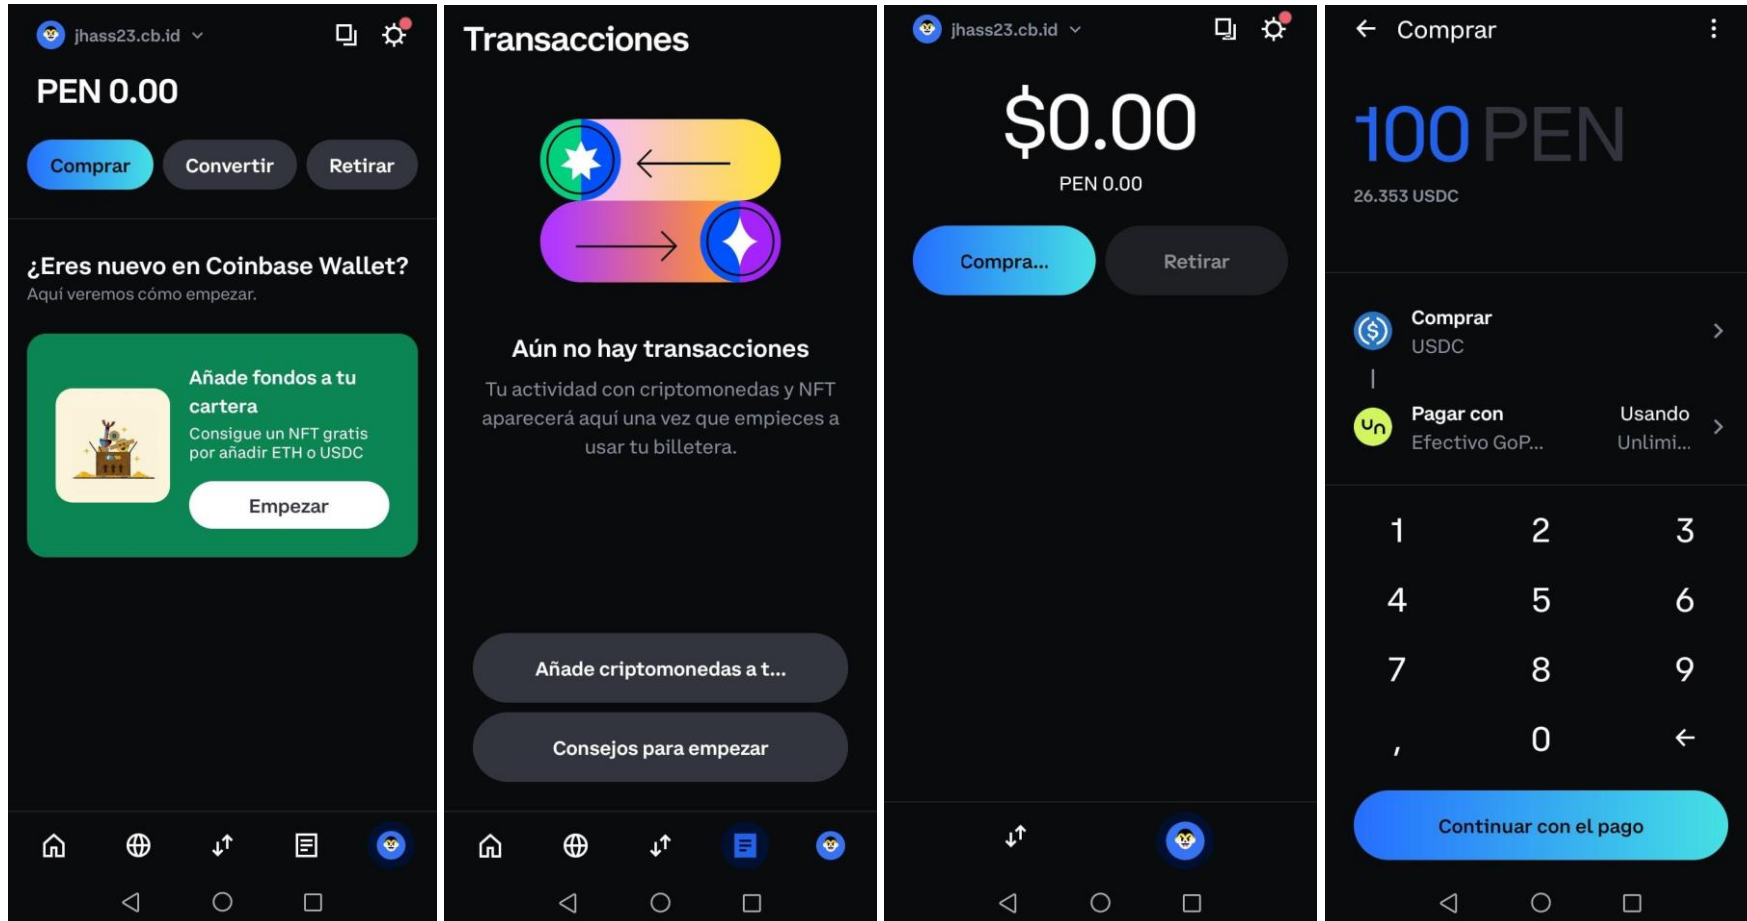 jhass23.cb.id
PEN 0.00
Comprar
Convertir
Retirar
¿Eres nuevo en Coinbase Wallet?
Aquí veremos cómo empezar.
Añade fondos a tu
cartera
Consigue un NFT gratis
por añadir ETH o USDC
Empezar
Transacciones
Aún no hay transacciones
Tu actividad con criptomonedas y NFT
aparecerá aquí una vez que empieces a
usar tu billetera.
Añade criptomonedas a t...
Consejos para empezar
jhass23.cb.id
$0.00
PEN 0.00
Compra...
Retirar
Comprar
100 PEN
26.353 USDC
Comprar
USDC
Pagar con Usando
Efectivo GoP... Unlimi...
1 2 3
4 5 6
7 8 9
, 0
Continuar con el pago